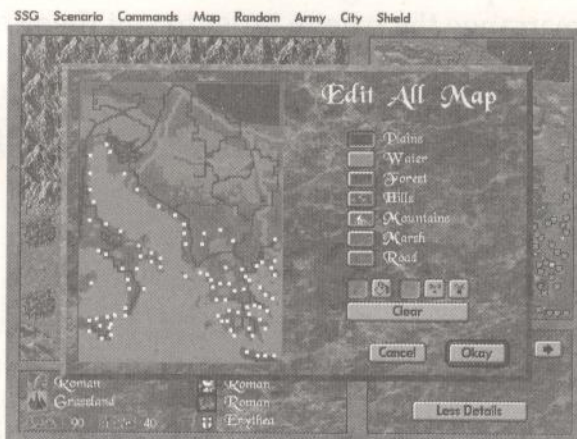 SSG Scenario Commands Map Random Army City Shield
Edit All Map
Plains
Water
Forest
Hills
Mountains
Marsh
Road
Clear
Cancel Okay
Roman Roman
Grassland Roman
90 40 Erythea
Less Details